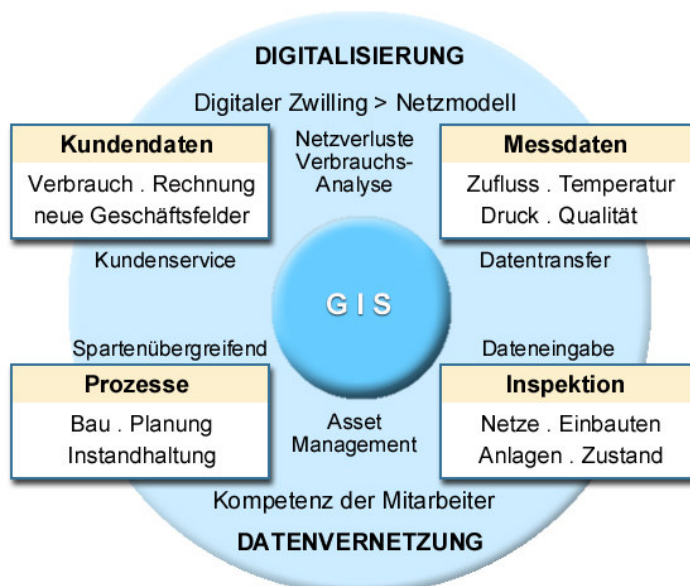 DIGITALISIERUNG
Digitaler Zwilling > Netzmodell
Kundendaten
Verbrauch . Rechnung
neue Geschäftsfelder
Netzverluste
Verbrauchs-
Analyse
Messdaten
Zufluss . Temperatur
Druck . Qualität
Kundenservice
GIS
Datentransfer
Spartenübergreifend
Dateneingabe
Prozesse
Bau . Planung
Instandhaltung
Asset
Management
Inspektion
Netze . Einbauten
Anlagen . Zustand
Kompetenz der Mitarbeiter
DATENVERNETZUNG